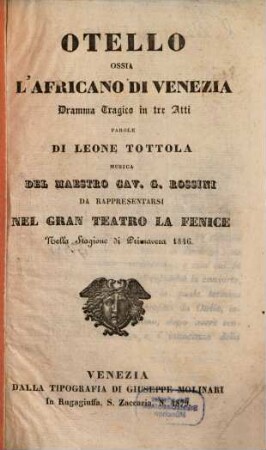 OTELLO
OSSIA
L'AFRICANO DI VENEZIA
Dramma Tragico in tre Atti
PAROLE
DI LEONE TOTTOLA
MUSICA
DEL MAESTRO CAV. G. ROSSINI
DA RAPPRESENTARSI
NEL GRAN TEATRO LA FENICE
Nella Stagione di Primavera 1846.
VENEZIA
DALLA TIPOGRAFIA DI GIUSEPPE MOLINARI
In Rugagiuffa, S. Zaccaria, N. 4879